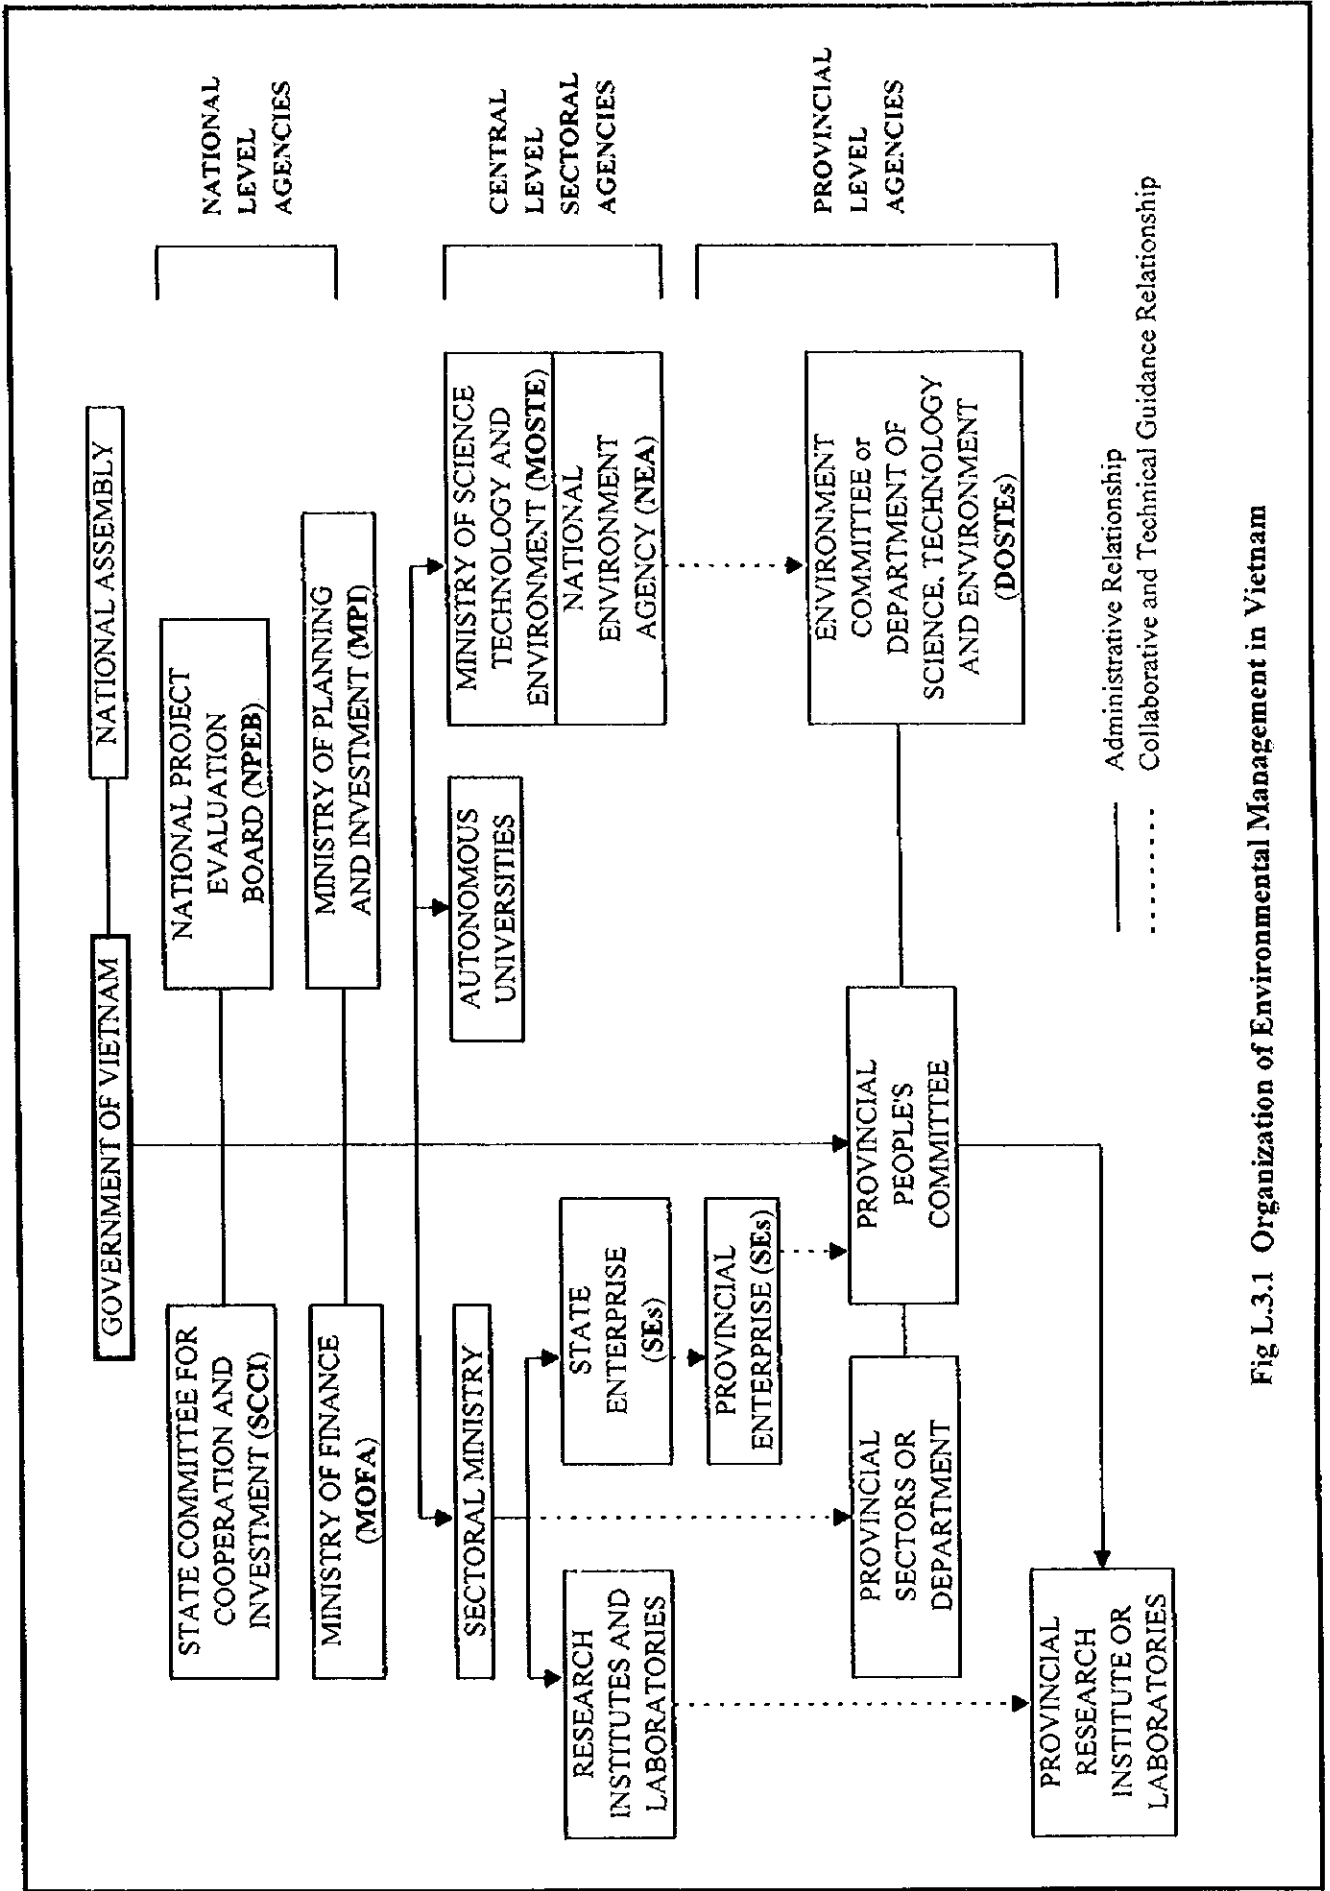 GOVERNMENT OF VIETNAM
NATIONAL ASSEMBLY
STATE COMMITTEE FOR
COOPERATION AND
INVESTMENT (SCCI)
NATIONAL PROJECT
EVALUATION
BOARD (NPEB)
NATIONAL
LEVEL
AGENCIES
MINISTRY OF FINANCE
(MOFA)
MINISTRY OF PLANNING
AND INVESTMENT (MPI)
SECTORAL MINISTRY
AUTONOMOUS
UNIVERSITIES
MINISTRY OF SCIENCE
TECHNOLOGY AND
ENVIRONMENT (MOSTE)
NATIONAL
ENVIRONMENT
AGENCY (NEA)
CENTRAL
LEVEL
SECTORAL
AGENCIES
RESEARCH
INSTITUTES AND
LABORATORIES
STATE
ENTERPRISE
(SEs)
PROVINCIAL
ENTERPRISE (SEs)
PROVINCIAL
SECTORS OR
DEPARTMENT
PROVINCIAL
PEOPLE'S
COMMITTEE
ENVIRONMENT
COMMITTEE or
DEPARTMENT OF
SCIENCE, TECHNOLOGY
AND ENVIRONMENT
(DOSTEs)
PROVINCIAL
LEVEL
AGENCIES
PROVINCIAL
RESEARCH
INSTITUTE OR
LABORATORIES
Administrative Relationship
Collaborative and Technical Guidance Relationship
Fig L.3.1 Organization of Environmental Management in Vietnam